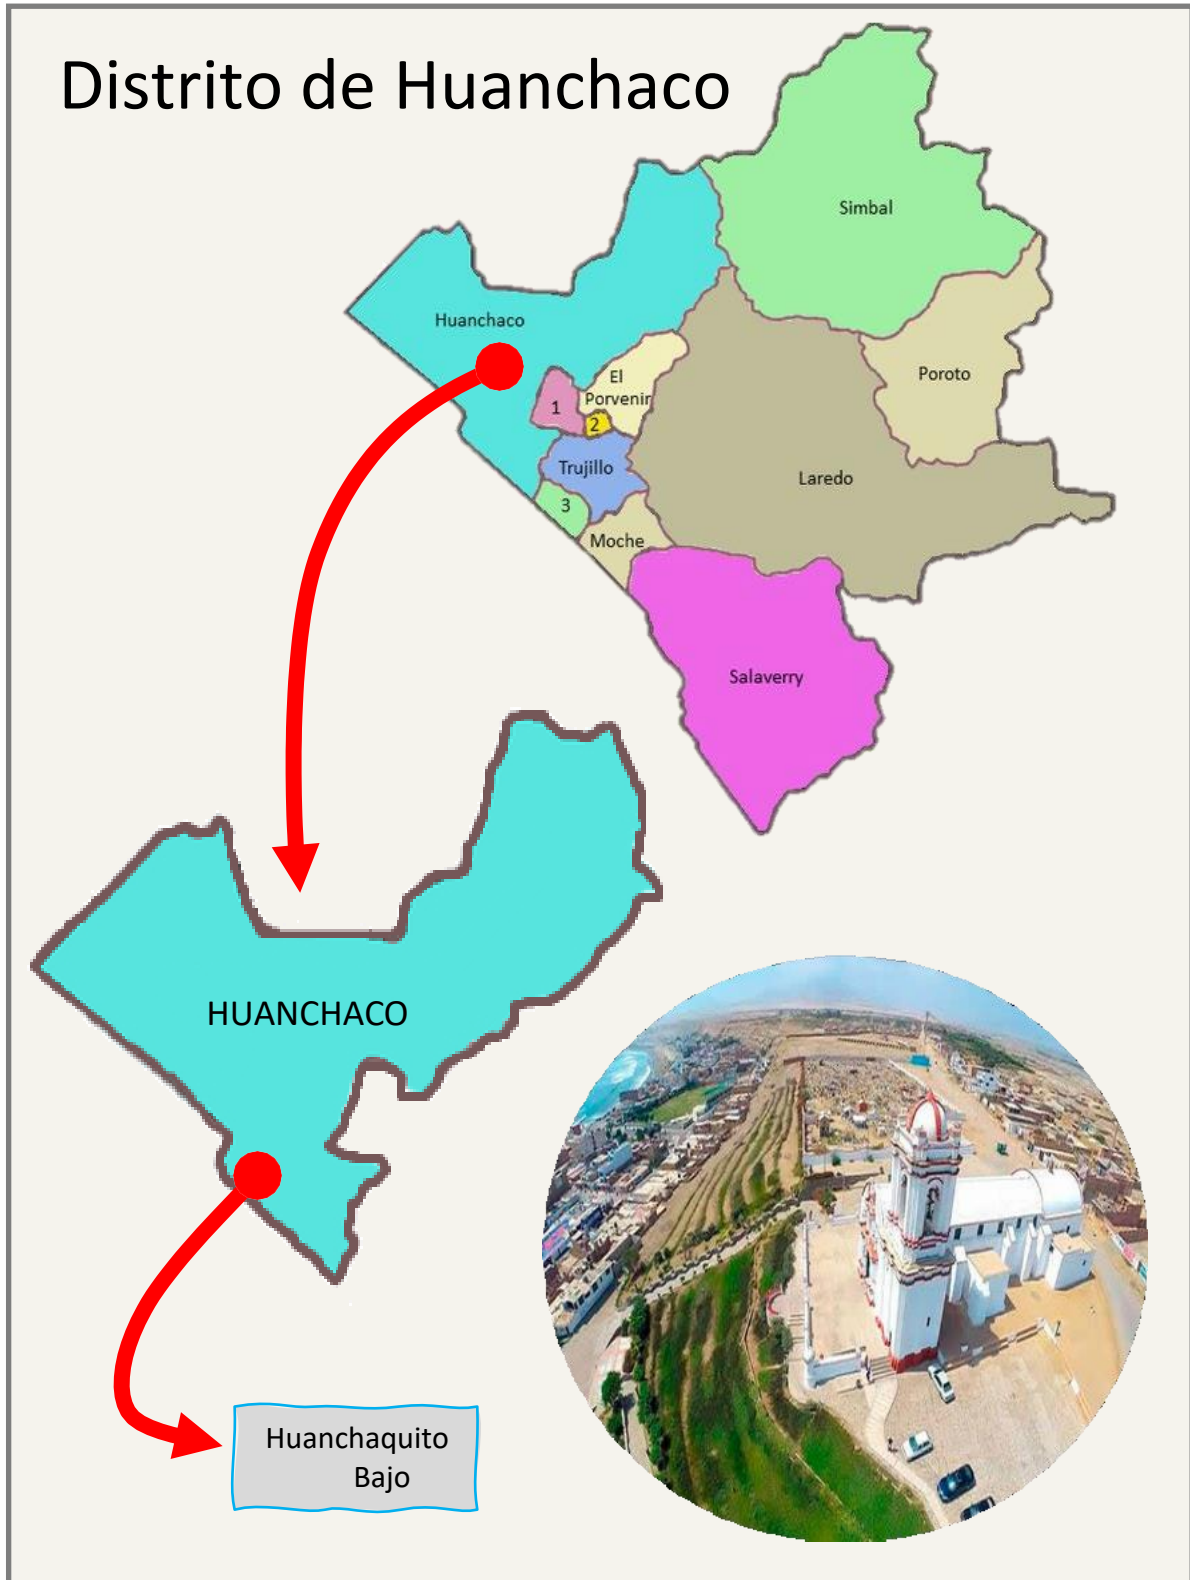 Distrito de Huanchaco
Simbal
Huanchaco
Poroto
El
Porvenir
1
2
Trujillo
Laredo
3
Moche
Salaverry
HUANCHACO
Huanchaquito
Bajo